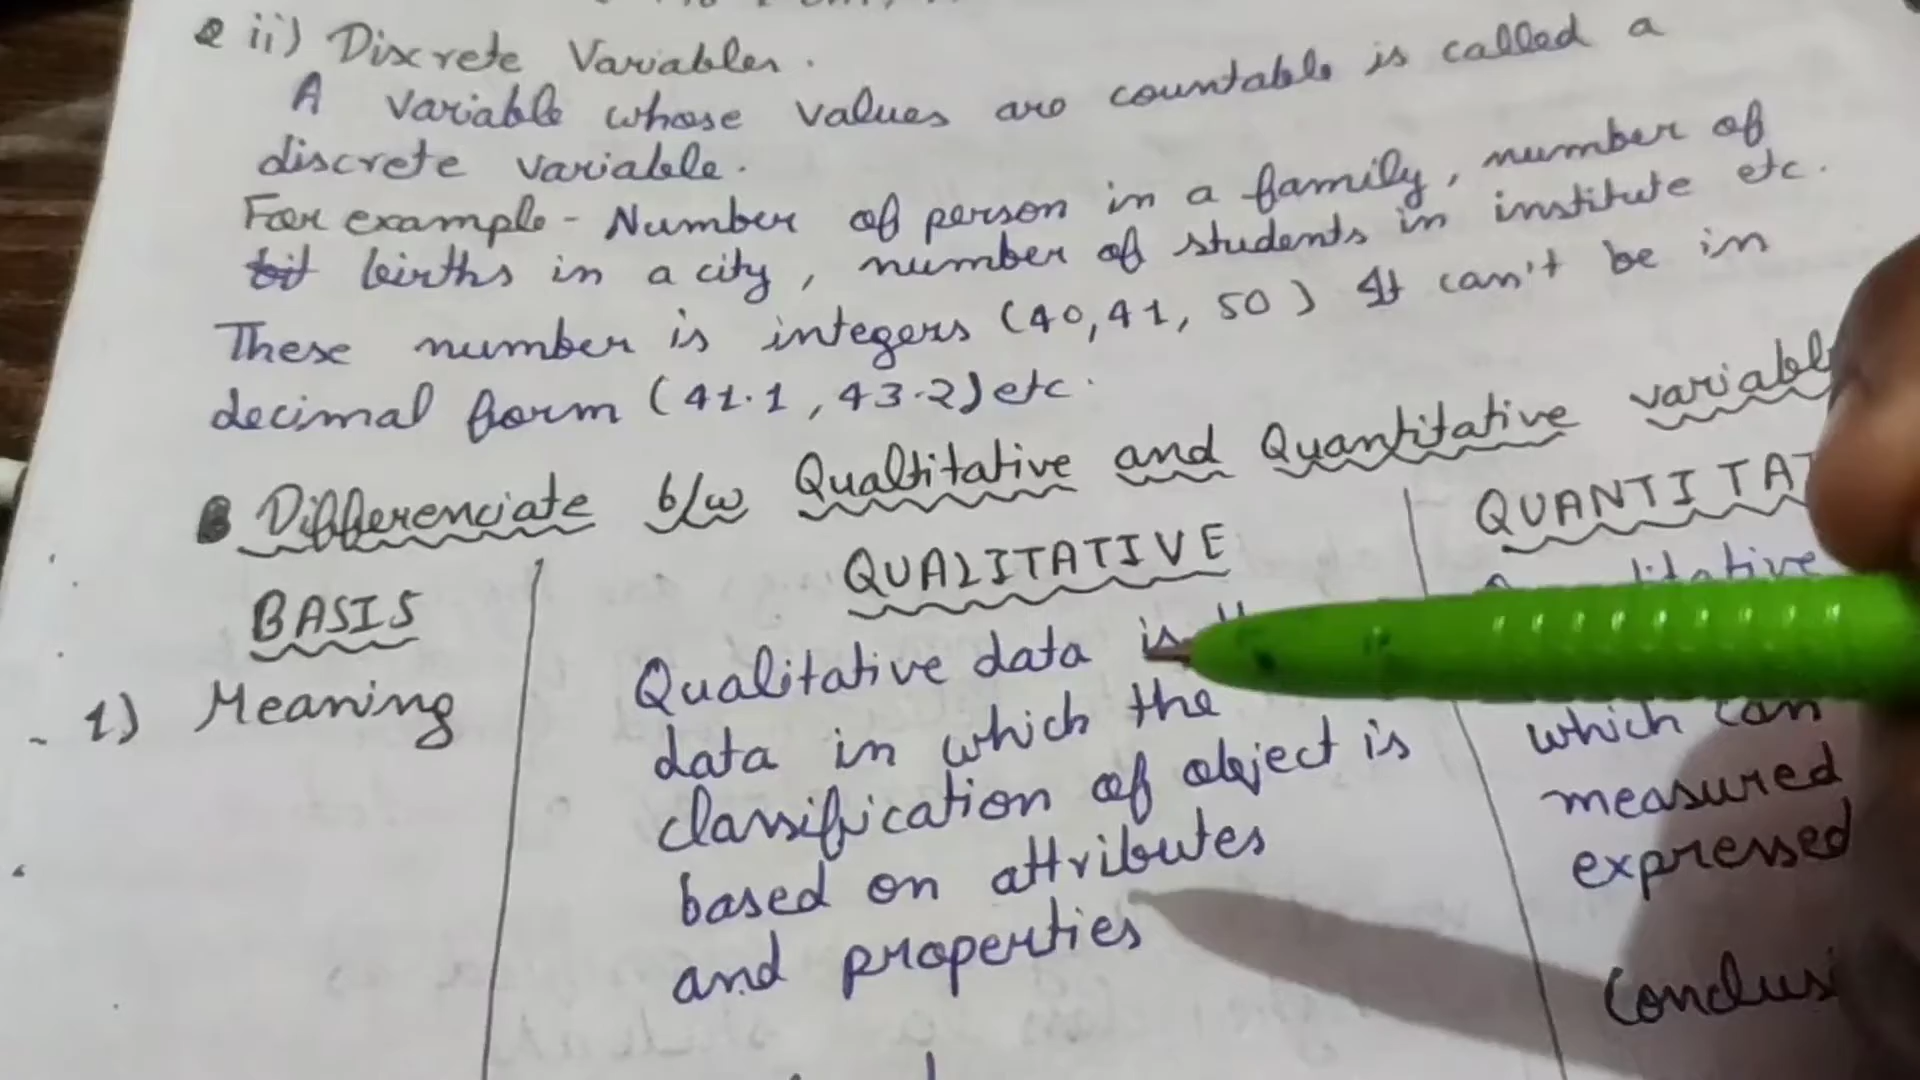 ii) Discrete Variables.
A variable whose values are countable is called a
discrete variable.
For example - Number of person in a family, number of
births in a city, number of students in institute etc.
These number is integers (40,41, 50) It can't be in
decimal form (41.1, 43.2) etc.
Differenciate b/w Qualtitative and Quantitative variabl
BASIS
QUALITATIVE
QUANTITAT
1) Meaning
Qualitative data is
data in which the
classification of object is
based on attributes
and properties
which can
measured
expressed
Conclusi